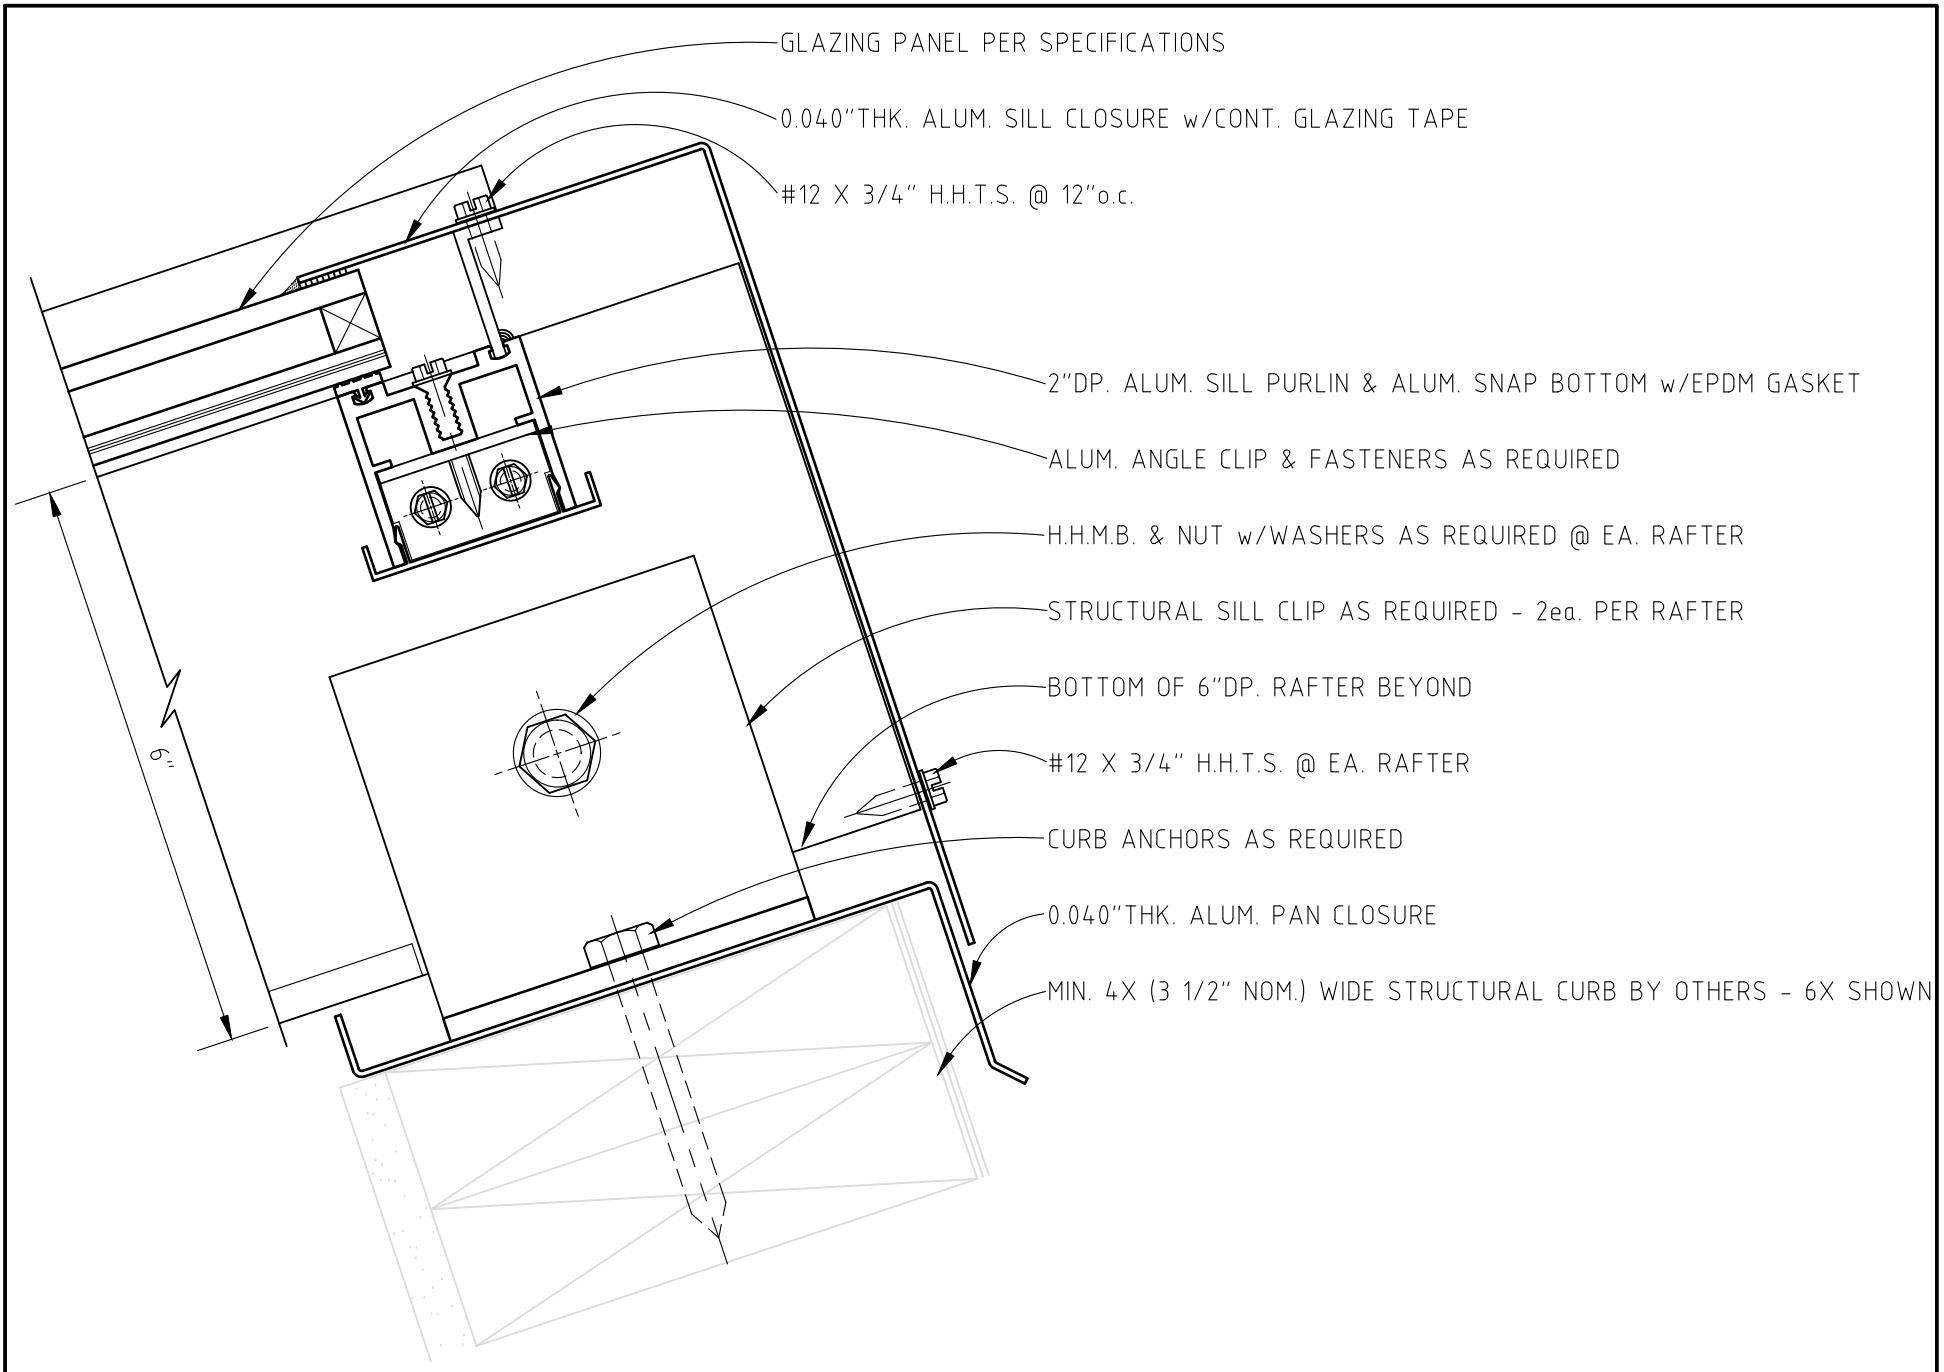 GLAZING PANEL PER SPECIFICATIONS
0.040"THK. ALUM. SILL CLOSURE w/CONT. GLAZING TAPE
#12 X 3/4" H.H.T.S. @ 12"o.c.
2"DP. ALUM. SILL PURLIN & ALUM. SNAP BOTTOM w/EPDM GASKET
ALUM. ANGLE CLIP & FASTENERS AS REQUIRED
H.H.M.B. & NUT w/WASHERS AS REQUIRED @ EA. RAFTER
STRUCTURAL SILL CLIP AS REQUIRED - 2ea. PER RAFTER
BOTTOM OF 6"DP. RAFTER BEYOND
6"
#12 X 3/4" H.H.T.S. @ EA. RAFTER
CURB ANCHORS AS REQUIRED
0.040"THK. ALUM. PAN CLOSURE
MIN. 4X (3 1/2" NOM.) WIDE STRUCTURAL CURB BY OTHERS - 6X SHOWN